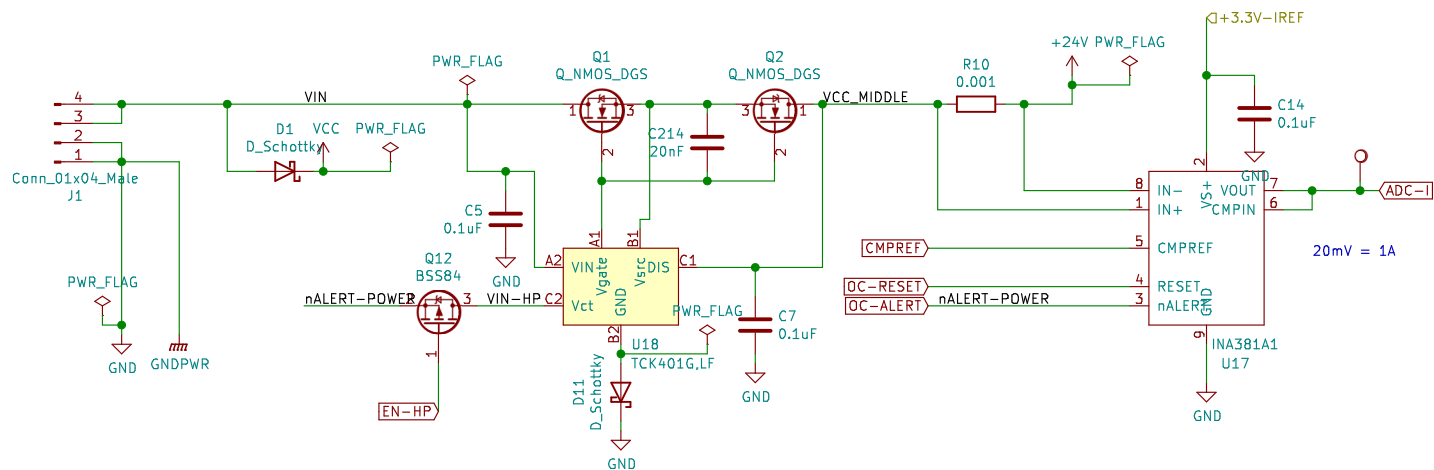 +3.3V-IREF
Q1
Q_NMOS_DGS
Q2
Q_NMOS_DGS
PWR_FLAG
+24V
PWR_FLAG
R10
0.001
4
3
2
1
Conn_01x04_Male
J1
VIN
1
3
2
3
1
2
VCC_MIDDLE
C214
20nF
C14
0.1uF
GND
D1
D_Schottky
VCC
PWR_FLAG
C5
0.1uF
GND
PWR_FLAG
GND
GNDPWR
Q12
BSS84
nALERT-POWER
2
3
1
VIN-HP
EN-HP
A1
B1
A2
C2
C1
B2
VIN
Vct
Vgate
Vsrc
DIS
GND
U18
TCK401G,LF
PWR_FLAG
D11
D_Schottky
GND
C7
0.1uF
GND
2
VS+
8
IN-
1
IN+
5
CMPREF
4
RESET
3
nALERT
GND
9
VOUT
7
CMPIN
6
INA381A1
U17
GND
CMPREF
OC-RESET
OC-ALERT
nALERT-POWER
ADC-I
20mV = 1A